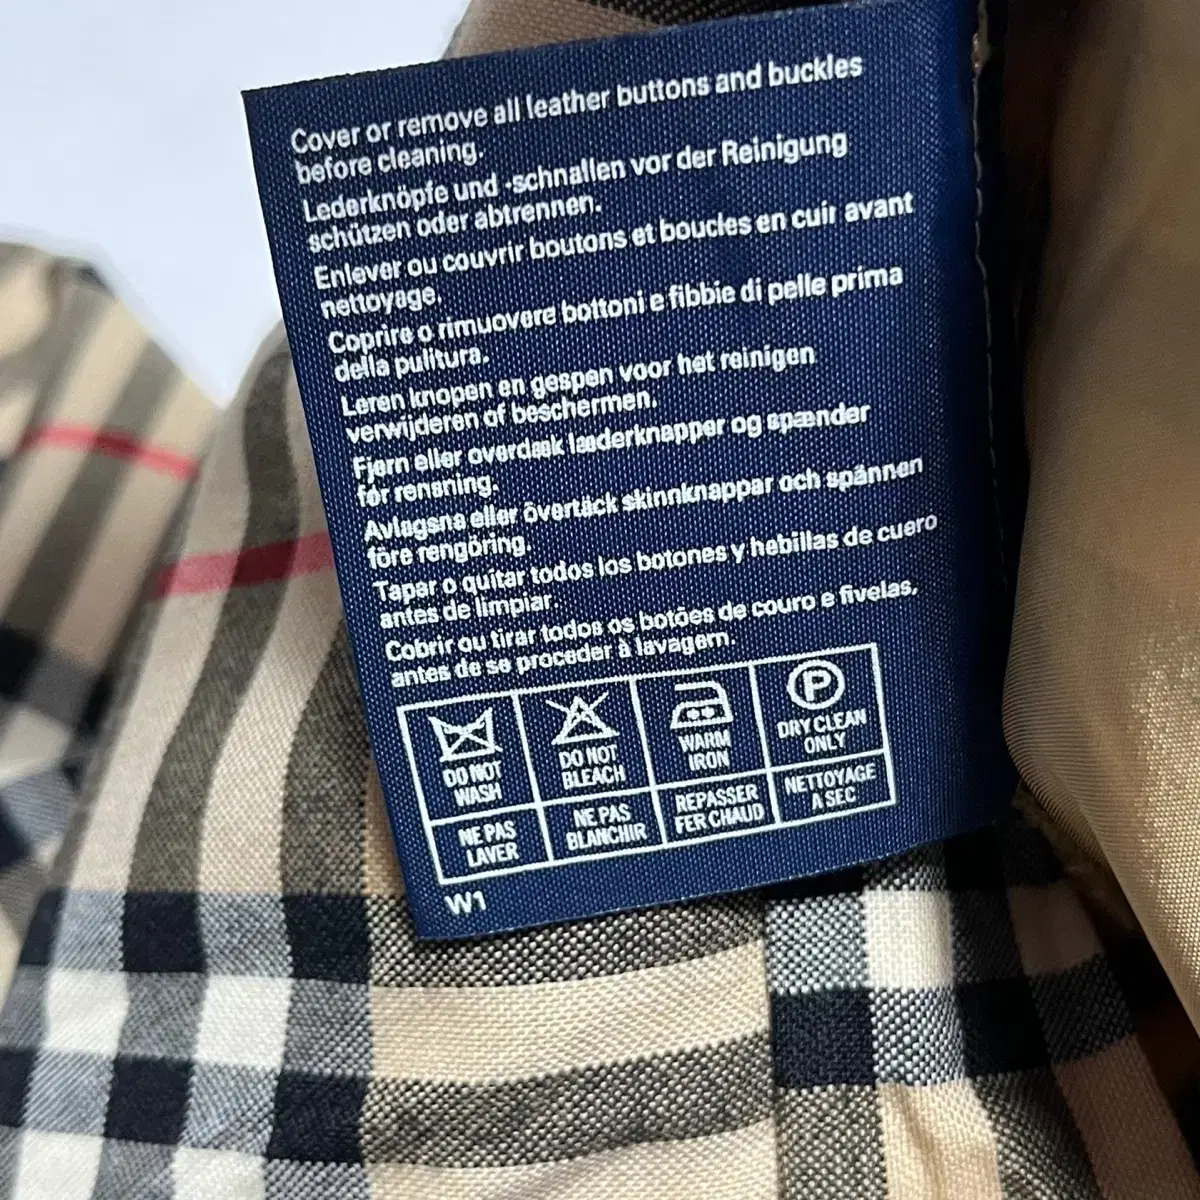 Cover or remove all leather buttons and buckles
before cleaning.
Lederknöpfe und -schnallen vor der Reinigung
schützen oder abtrennen.
Enlever ou couvrir boutons et boucles en cuir avant
nettoyage.
Coprire o rimuovere bottoni e fibbie di pelle prima
della pulitura.
Leren knopen en gespen voor het reinigen
verwijderen of beschermen.
Fjern eller overdæk læderknapper og spænder
før rensning.
Avlagsna eller övertäck skinnknappar och spännen
före rengöring.
Tapar o quitar todos los botones y hebillas de cuero
antes de limpiar.
Cobrir ou tirar todos os botões de couro e fivelas,
antes de se proceder à lavagem.
DO NOT
WASH
DO NOT
BLEACH
WARM
IRON
P
DRY CLEAN
ONLY
NE PAS
LAVER
NE PAS
BLANCHIR
REPASSER
FER CHAUD
NETTOYAGE
A SEC
W1